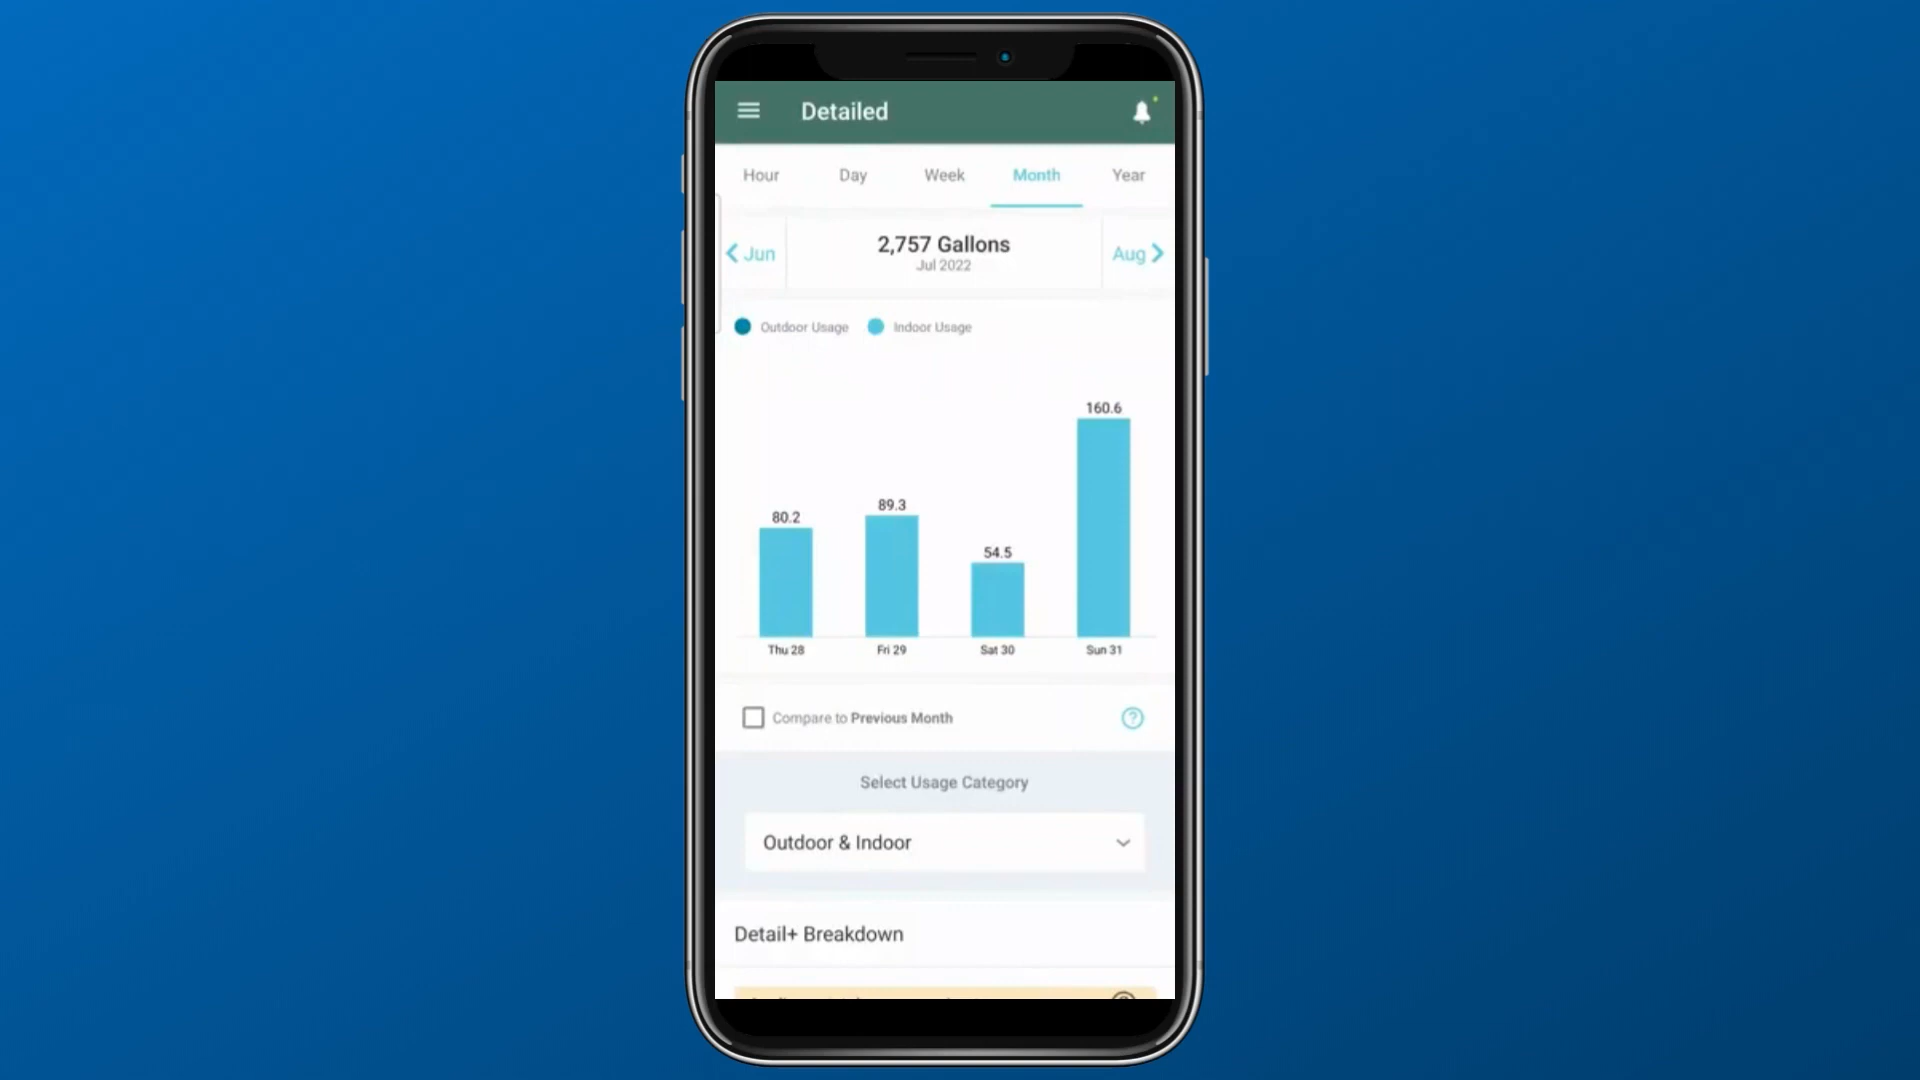 Detailed
Hour Day Week Month Year
Jun
2,757 Gallons
Jul 2022
Aug
Outdoor Usage Indoor Usage
160.6
89.3
80.2
54.5
Thu 28 Fri 29 Sat 30 Sun 31
Compare to Previous Month
?
Select Usage Category
Outdoor & Indoor
Detail+ Breakdown